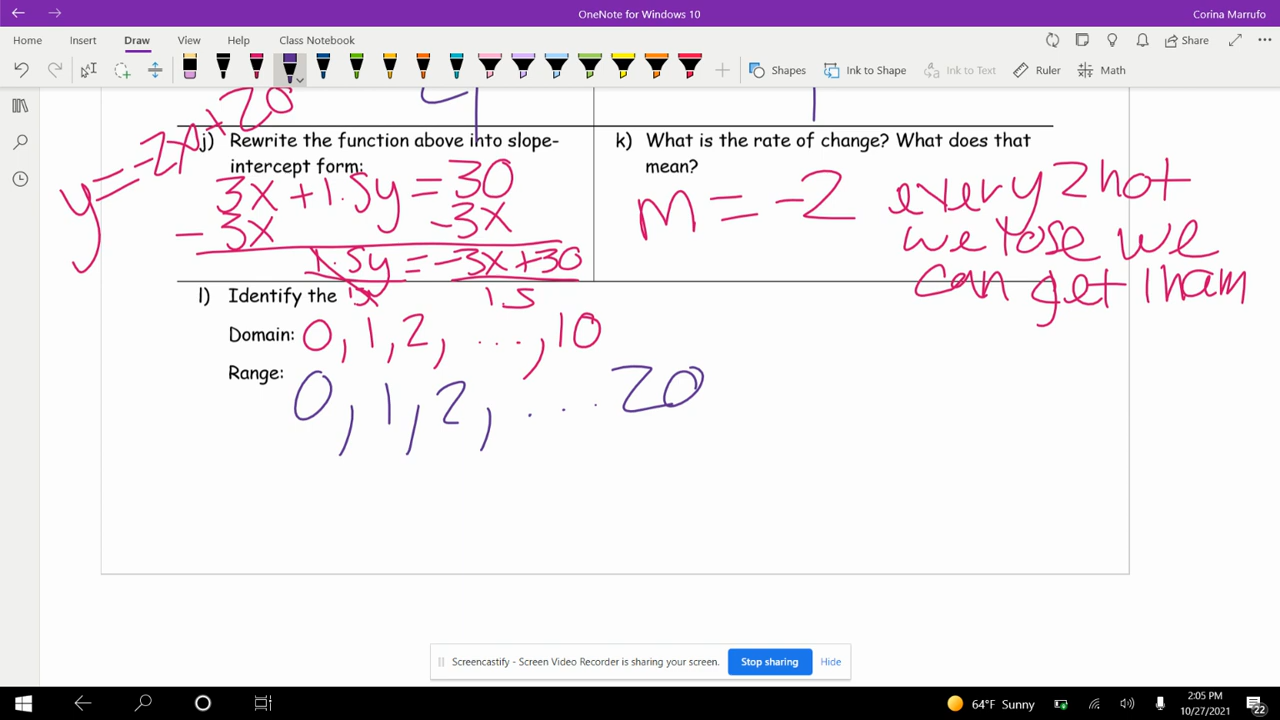 OneNote for Windows 10
Corina Marrufo
Home Insert Draw View Help Class Notebook
Share
Shapes Ink to Shape Ink to Text Ruler Math
4
1
y = -2x + 20
j) Rewrite the function above into slope-
intercept form:
3x + 1.5y = 30
- 3x -3x
1.5y = -3x + 30
1.5 1.5
k) What is the rate of change? What does that
mean?
m = -2 every 2 hot
we lose we
can get 1 ham
l) Identify the
Domain: 0, 1, 2, ..., 10
Range: 0, 1, 2, ... 20
Screencastify - Screen Video Recorder is sharing your screen. Stop sharing Hide
64°F Sunny
2:05 PM
10/27/2021
22